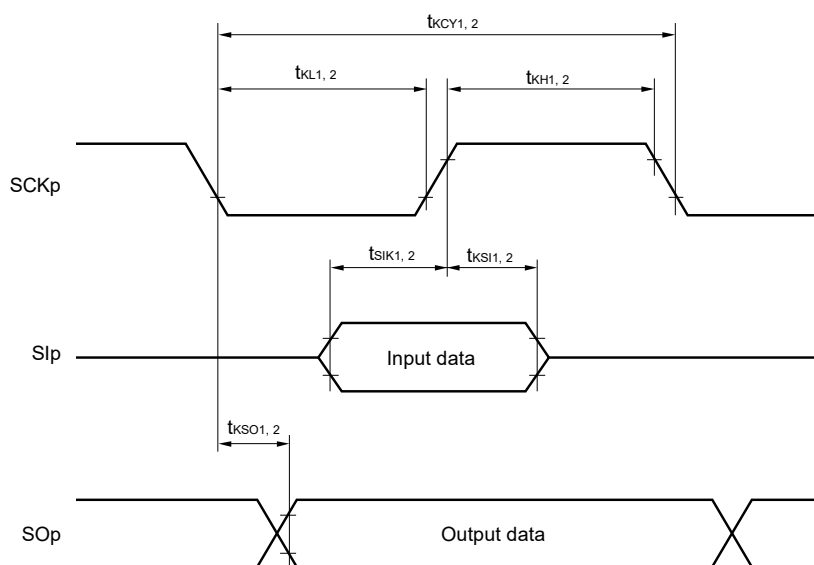 tKCY1, 2
tKL1, 2
tKH1, 2
SCKp
tSIK1, 2
tKSI1, 2
SIp
Input data
tKSO1, 2
SOp
Output data